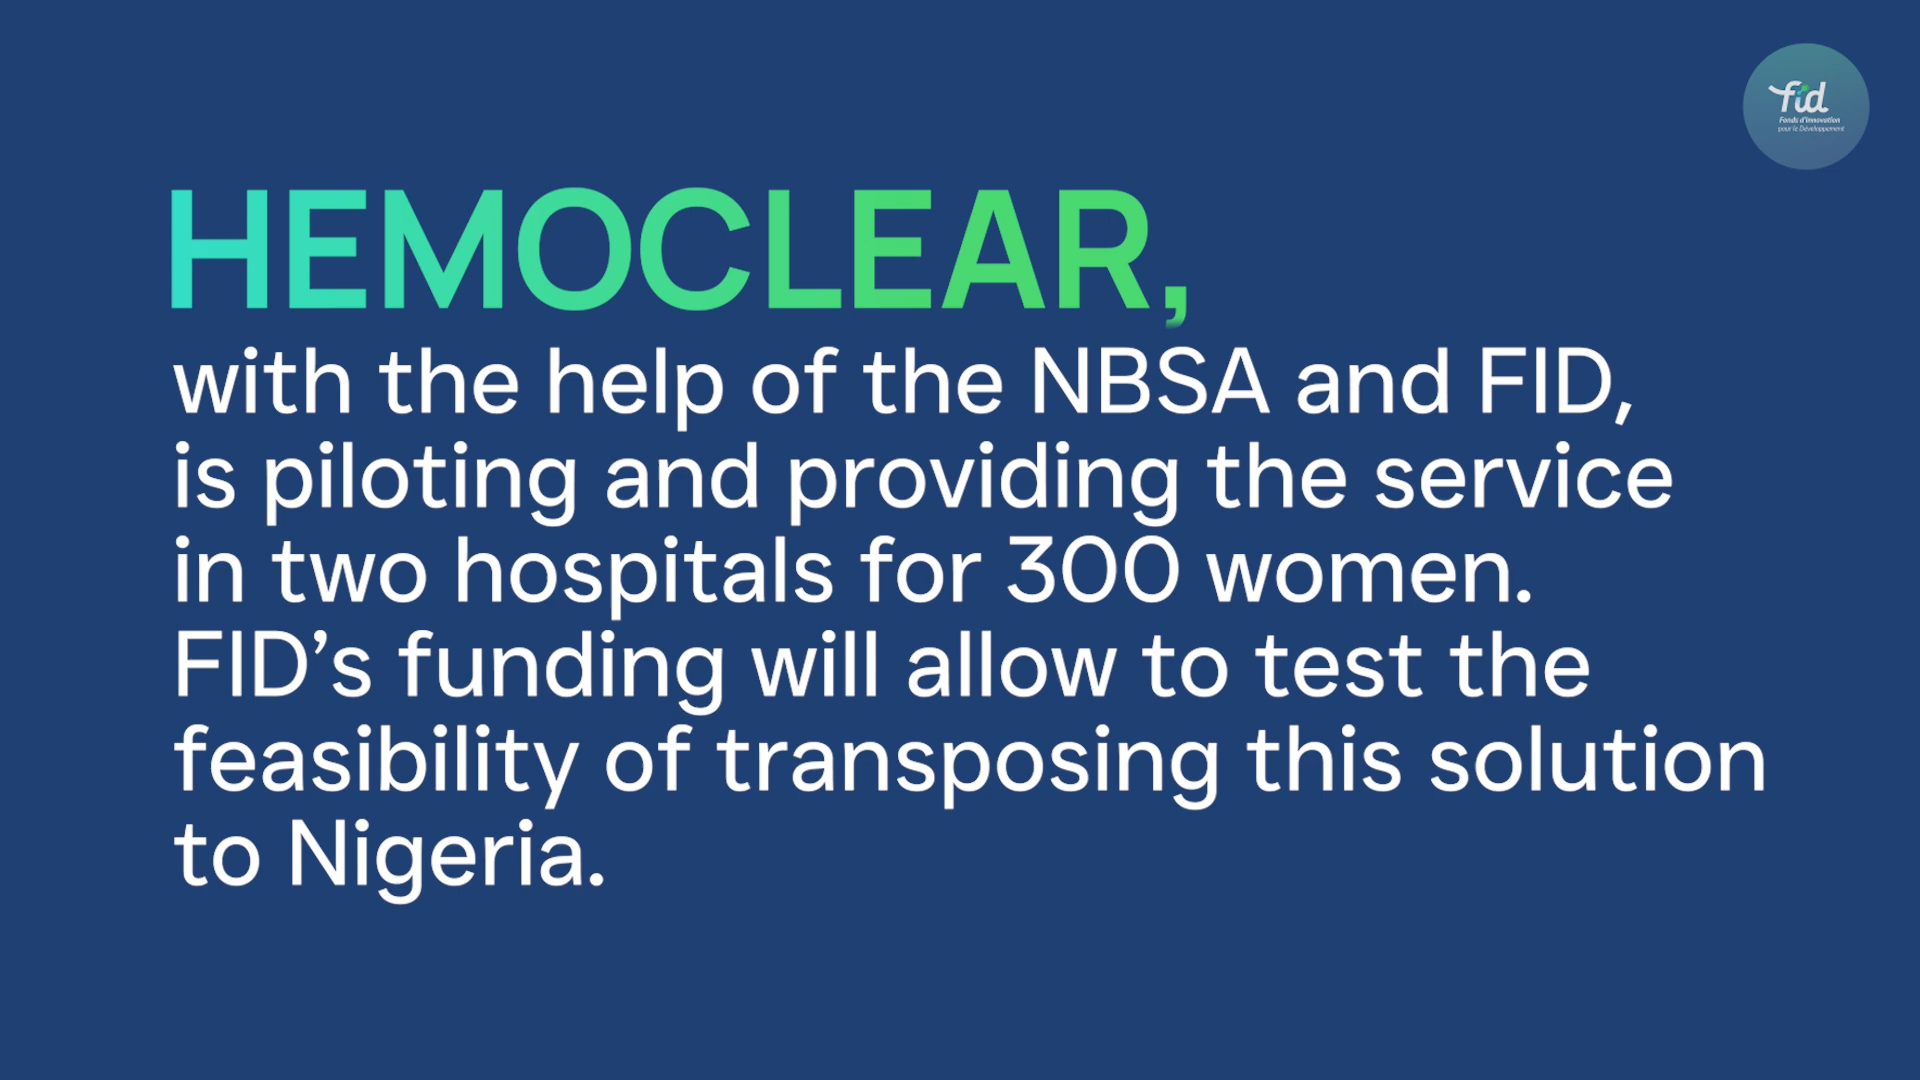 fid
Fonds d'Innovation
pour le Développement
HEMOCLEAR,
with the help of the NBSA and FID,
is piloting and providing the service
in two hospitals for 300 women.
FID’s funding will allow to test the
feasibility of transposing this solution
to Nigeria.